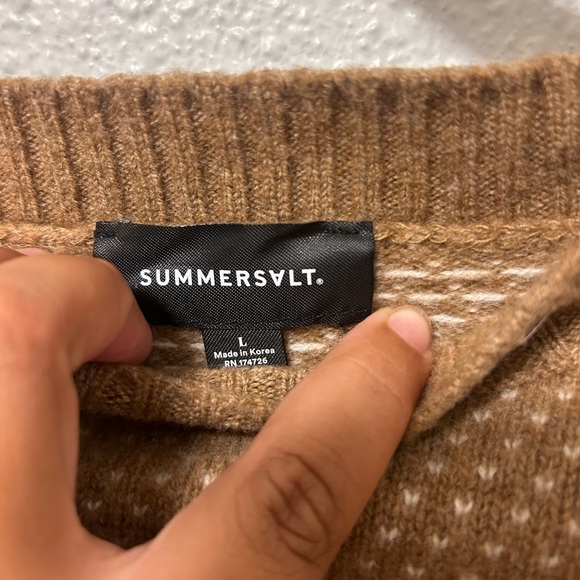 SUMMERSALT®
L
Made in Korea
RN 174726